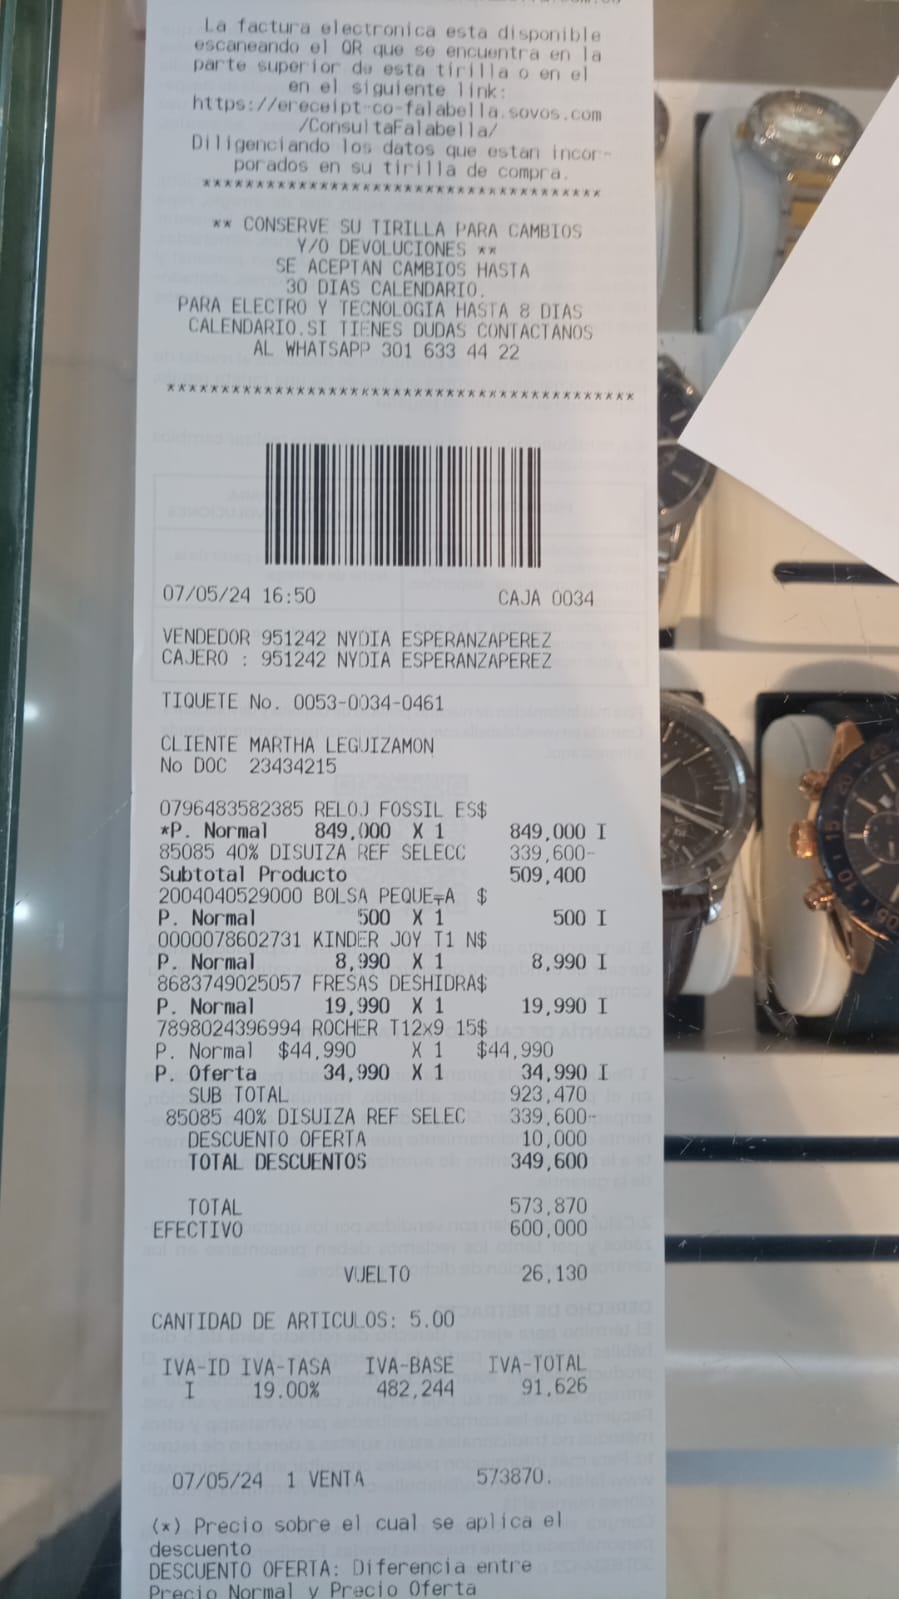 La factura electronica esta disponible
escaneando el QR que se encuentra en la
parte superior de esta tirilla o en el
en el siguiente link:
https://ereceipt-co-falabella.sovos.com
/ConsultaFalabella/
Diligenciando los datos que estan incor-
porados en su tirilla de compra.
**************************************
** CONSERVE SU TIRILLA PARA CAMBIOS
Y/O DEVOLUCIONES **
SE ACEPTAN CAMBIOS HASTA
30 DIAS CALENDARIO.
PARA ELECTRO Y TECNOLOGIA HASTA 8 DIAS
CALENDARIO.SI TIENES DUDAS CONTACTANOS
AL WHATSAPP 301 633 44 22
********************************************
07/05/24 16:50 CAJA 0034
VENDEDOR 951242 NYDIA ESPERANZAPEREZ
CAJERO : 951242 NYDIA ESPERANZAPEREZ
TIQUETE No. 0053-0034-0461
CLIENTE MARTHA LEGUIZAMON
No DOC 23434215
0796483582385 RELOJ FOSSIL ES$
*P. Normal 849,000 X 1 849,000 I
85085 40% DISUIZA REF SELECC 339,600-
Subtotal Producto 509,400
2004040529000 BOLSA PEQUE╤A $
P. Normal 500 X 1 500 I
0000078602731 KINDER JOY T1 N$
P. Normal 8,990 X 1 8,990 I
8683749025057 FRESAS DESHIDRA$
P. Normal 19,990 X 1 19,990 I
7898024396994 ROCHER T12x9 15$
P. Normal $44,990 X 1 $44,990
P. Oferta 34,990 X 1 34,990 I
SUB TOTAL 923,470
85085 40% DISUIZA REF SELEC 339,600-
DESCUENTO OFERTA 10,000
TOTAL DESCUENTOS 349,600
TOTAL 573,870
EFECTIVO 600,000
VUELTO 26,130
CANTIDAD DE ARTICULOS: 5.00
IVA-ID IVA-TASA IVA-BASE IVA-TOTAL
I 19.00% 482,244 91,626
07/05/24 1 VENTA 573870.
(*) Precio sobre el cual se aplica el
descuento
DESCUENTO OFERTA: Diferencia entre
Precio Normal y Precio Oferta